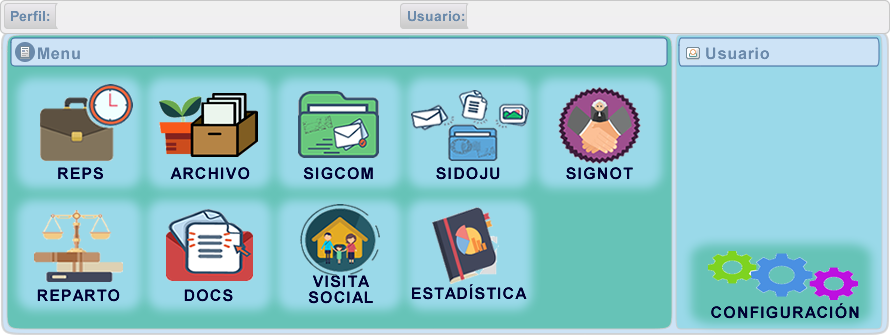 Perfil:
Usuario:
Menu
Usuario
REPS
ARCHIVO
SIGCOM
SIDOJU
SIGNOT
REPARTO
DOCS
VISITA
SOCIAL
ESTADÍSTICA
CONFIGURACIÓN